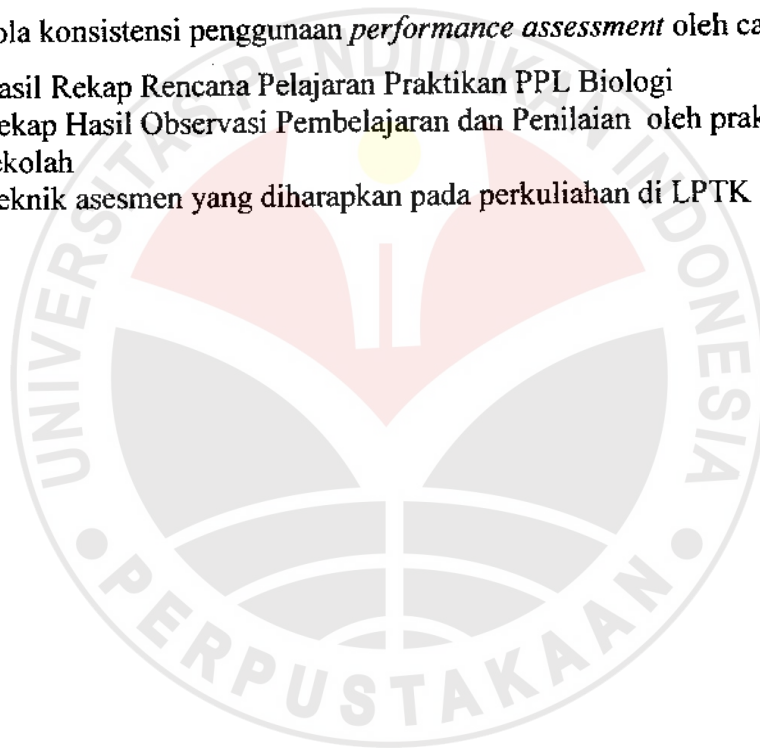 ola konsistensi penggunaan performance assessment oleh ca
asil Rekap Rencana Pelajaran Praktikan PPL Biologi
ekap Hasil Observasi Pembelajaran dan Penilaian oleh prak
ekolah
eknik asesmen yang diharapkan pada perkuliahan di LPTK
UNIVERSITAS PENDIDIKAN INDONESIA
PERPUSTAKAAN